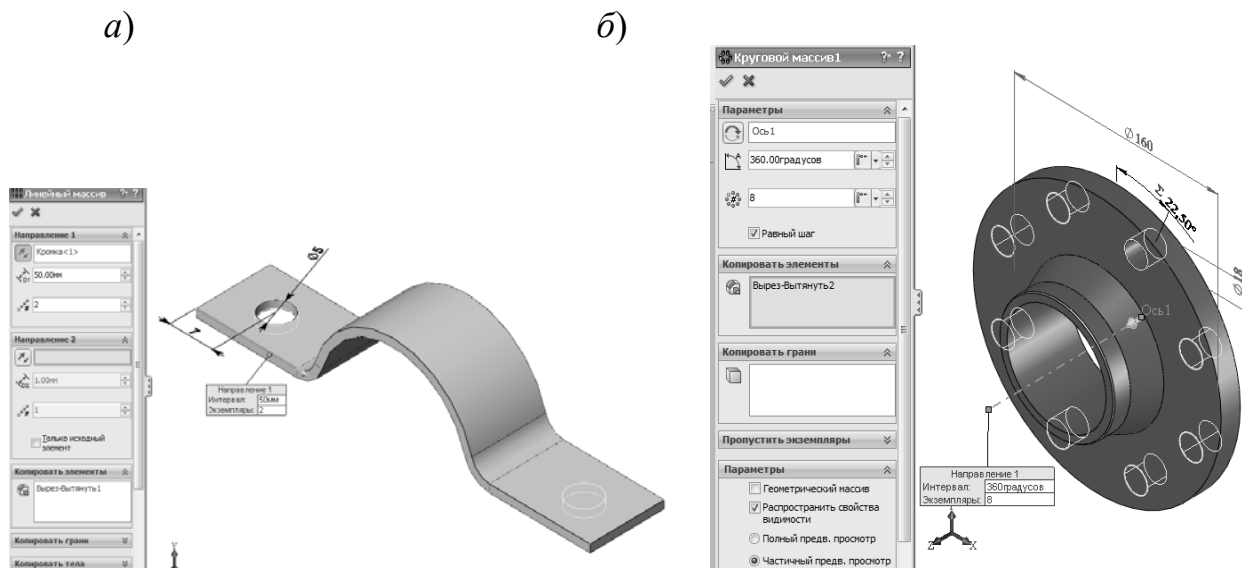 а)
Линейный массив ? ?
Направление 1
Кромка<1>
D1 50.00мм
2
Направление 2
D2 1.00мм
1
Только исходный
элемент
Копировать элементы
Вырез-Вытянуть1
Копировать грани
Копировать тела
Ø5
7
Направление 1
Интервал: 50мм
Экземпляры: 2
Y
б)
Круговой массив1 ? ?
Параметры
Ось1
360.00градусов
8
Равный шаг
Копировать элементы
Вырез-Вытянуть2
Копировать грани
Пропустить экземпляры
Параметры
Геометрический массив
Распространить свойства
видимости
Полный предв. просмотр
Частичный предв. просмотр
Ø160
Σ 22,50°
Ø18
Ось1
Направление 1
Интервал: 360градусов
Экземпляры: 8
Y
Z X